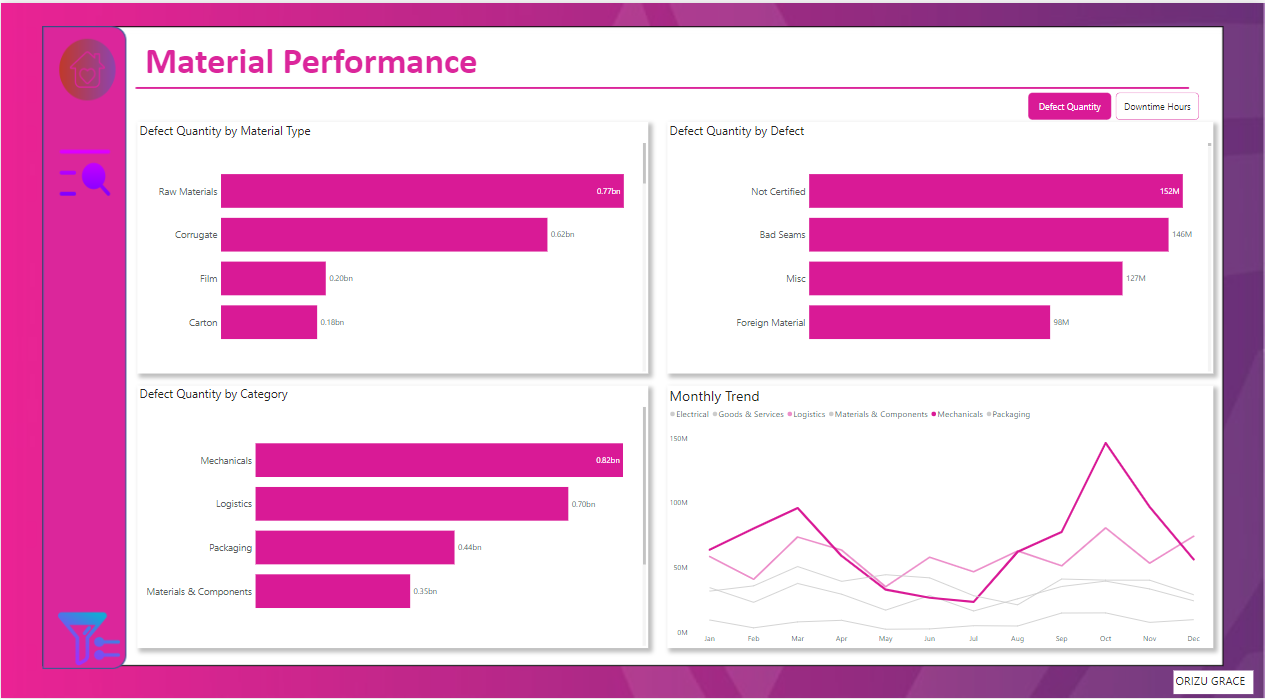 Material Performance
Defect Quantity
Downtime Hours
Defect Quantity by Material Type
Raw Materials 0.77bn
Corrugate 0.62bn
Film 0.20bn
Carton 0.18bn
Defect Quantity by Defect
Not Certified 152M
Bad Seams 146M
Misc 127M
Foreign Material 98M
Defect Quantity by Category
Mechanicals 0.82bn
Logistics 0.70bn
Packaging 0.44bn
Materials & Components 0.35bn
Monthly Trend
Electrical Goods & Services Logistics Materials & Components Mechanicals Packaging
150M
100M
50M
0M
Jan Feb Mar Apr May Jun Jul Aug Sep Oct Nov Dec
ORIZU GRACE